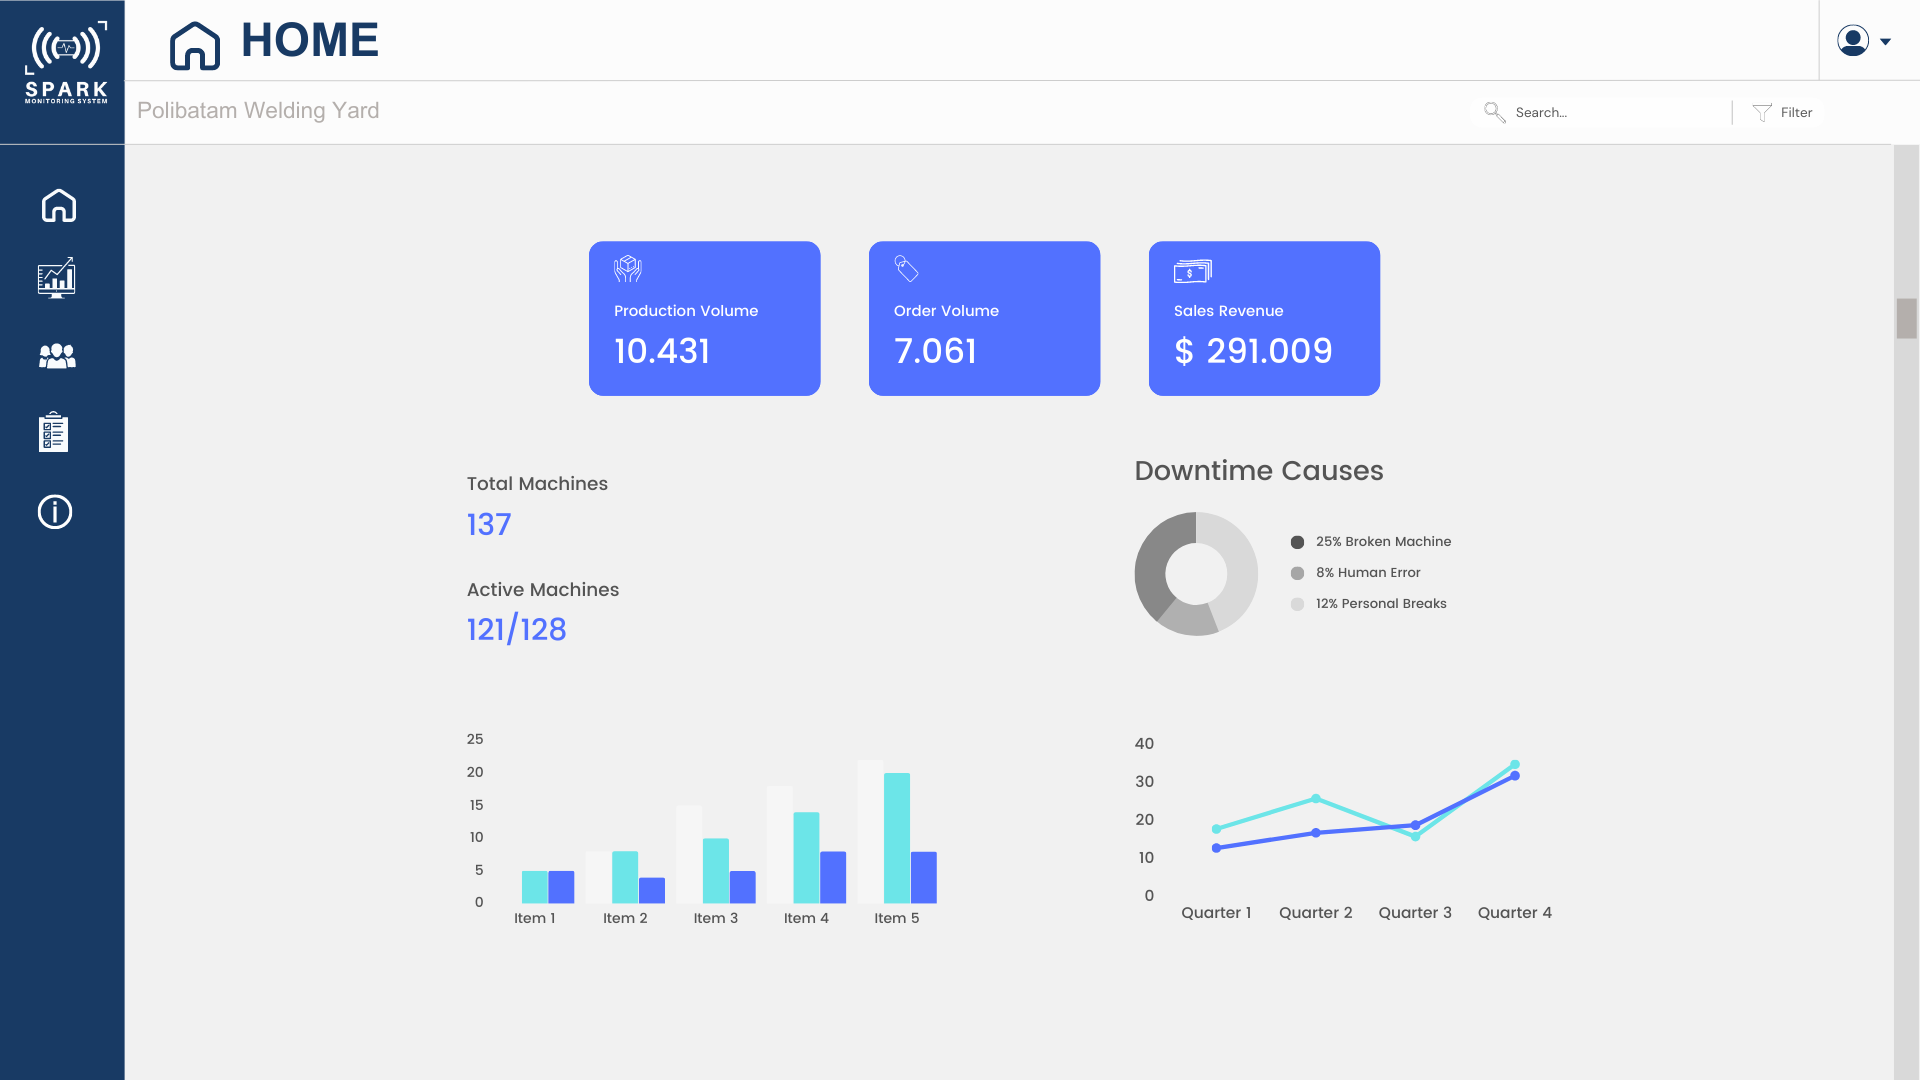 SPARK
MONITORING SYSTEM
HOME
Polibatam Welding Yard
Search...
Filter
Production Volume
10.431
Order Volume
7.061
Sales Revenue
$ 291.009
Total Machines
137
Active Machines
121/128
Downtime Causes
25% Broken Machine
8% Human Error
12% Personal Breaks
25
20
15
10
5
0
Item 1
Item 2
Item 3
Item 4
Item 5
40
30
20
10
0
Quarter 1
Quarter 2
Quarter 3
Quarter 4